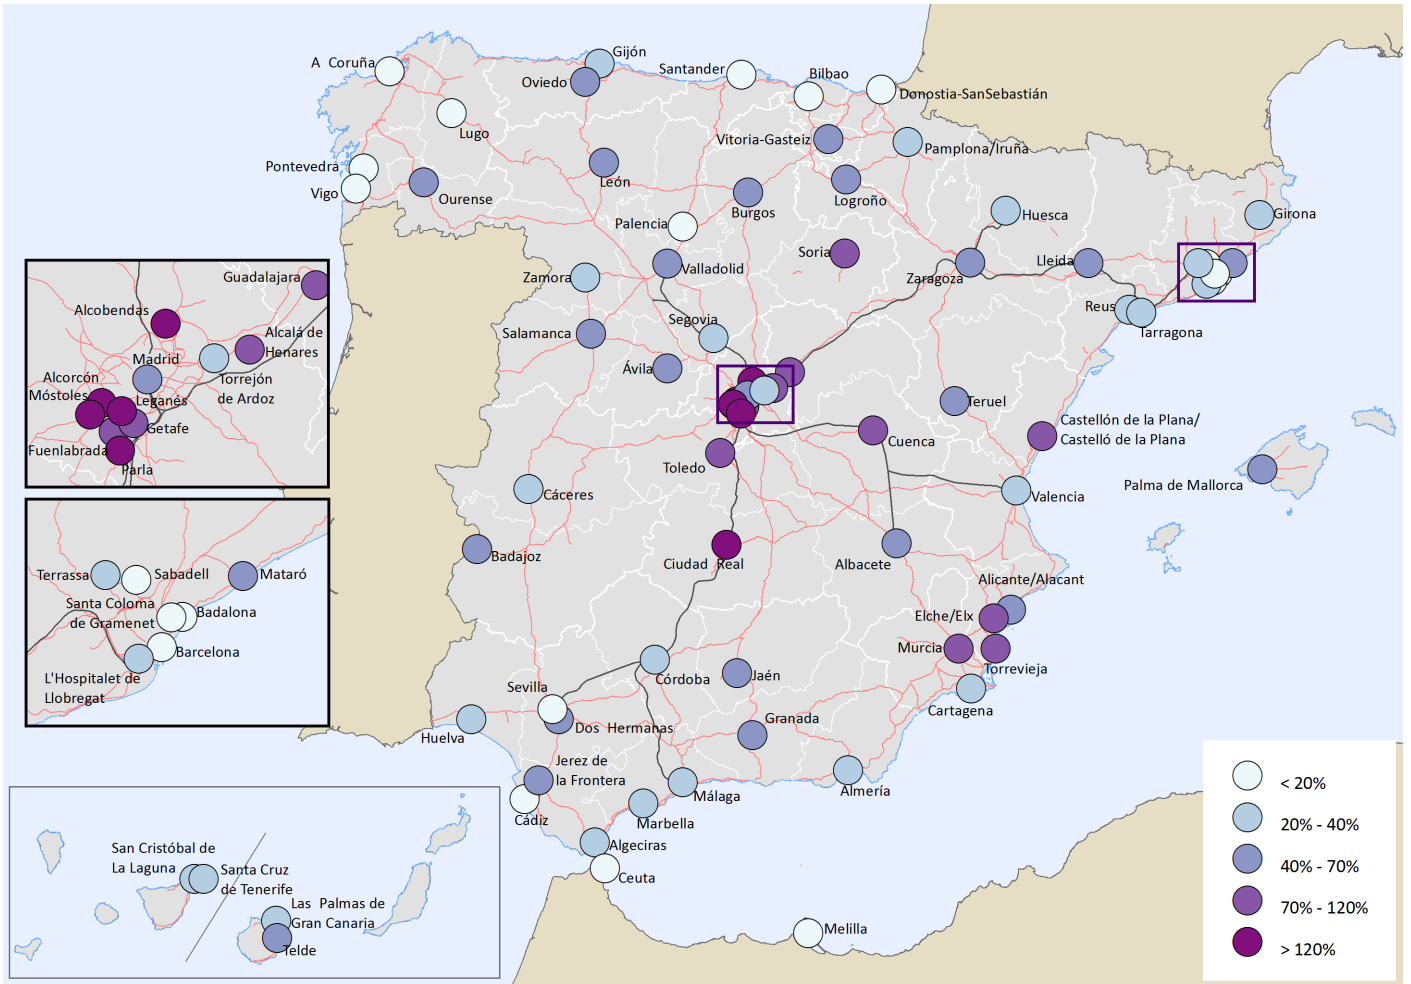 Gijón
A Coruña
Santander
Bilbao
Oviedo
Donostia-SanSebastián
Lugo
Vitoria-Gasteiz
Pamplona/Iruña
Pontevedra
León
Vigo
Ourense
Burgos
Logroño
Huesca
Girona
Palencia
Soria
Valladolid
Zamora
Zaragoza
Lleida
Reus
Tarragona
Segovia
Salamanca
Ávila
Teruel
Castellón de la Plana/
Castelló de la Plana
Cuenca
Toledo
Palma de Mallorca
Cáceres
Valencia
Badajoz
Ciudad Real
Albacete
Alicante/Alacant
Elche/Elx
Murcia
Torrevieja
Córdoba
Jaén
Cartagena
Sevilla
Dos Hermanas
Granada
Huelva
Jerez de
la Frontera
Málaga
Almería
Cádiz
Marbella
Algeciras
Ceuta
Melilla
Guadalajara
Alcobendas
Alcalá de
Henares
Madrid
Torrejón
de Ardoz
Alcorcón
Móstoles
Leganés
Getafe
Fuenlabrada
Parla
Terrassa
Sabadell
Mataró
Santa Coloma
de Gramenet
Badalona
Barcelona
L'Hospitalet de
Llobregat
San Cristóbal de
La Laguna
Santa Cruz
de Tenerife
Las Palmas de
Gran Canaria
Telde
< 20%
20% - 40%
40% - 70%
70% - 120%
> 120%